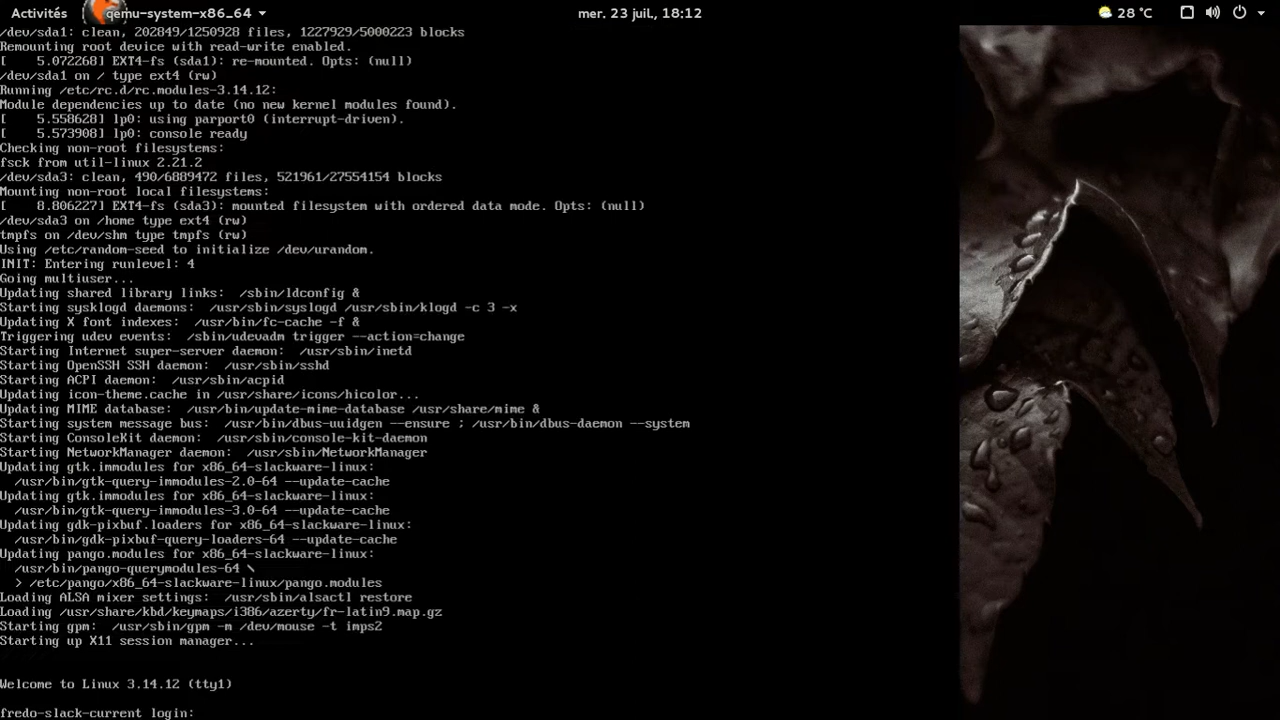 Activités qemu-system-x86_64 mer. 23 juil., 18:12 28 °C
/dev/sda1: clean, 202849/1250928 files, 1227929/5000223 blocks
Remounting root device with read-write enabled.
[    5.072268] EXT4-fs (sda1): re-mounted. Opts: (null)
/dev/sda1 on / type ext4 (rw)
Running /etc/rc.d/rc.modules-3.14.12:
Module dependencies up to date (no new kernel modules found).
[    5.558628] lp0: using parport0 (interrupt-driven).
[    5.573908] lp0: console ready
Checking non-root filesystems:
fsck from util-linux 2.21.2
/dev/sda3: clean, 490/6889472 files, 521961/27554154 blocks
Mounting non-root local filesystems:
[    8.806227] EXT4-fs (sda3): mounted filesystem with ordered data mode. Opts: (null)
/dev/sda3 on /home type ext4 (rw)
tmpfs on /dev/shm type tmpfs (rw)
Using /etc/random-seed to initialize /dev/urandom.
INIT: Entering runlevel: 4
Going multiuser...
Updating shared library links:  /sbin/ldconfig &
Starting sysklogd daemons:  /usr/sbin/syslogd /usr/sbin/klogd -c 3 -x
Updating X font indexes:  /usr/bin/fc-cache -f &
Triggering udev events:  /sbin/udevadm trigger --action=change
Starting Internet super-server daemon:  /usr/sbin/inetd
Starting OpenSSH SSH daemon:  /usr/sbin/sshd
Starting ACPI daemon:  /usr/sbin/acpid
Updating icon-theme.cache in /usr/share/icons/hicolor...
Updating MIME database:  /usr/bin/update-mime-database /usr/share/mime &
Starting system message bus:  /usr/bin/dbus-uuidgen --ensure ; /usr/bin/dbus-daemon --system
Starting ConsoleKit daemon:  /usr/sbin/console-kit-daemon
Starting NetworkManager daemon:  /usr/sbin/NetworkManager
Updating gtk.immodules for x86_64-slackware-linux:
  /usr/bin/gtk-query-immodules-2.0-64 --update-cache
Updating gtk.immodules for x86_64-slackware-linux:
  /usr/bin/gtk-query-immodules-3.0-64 --update-cache
Updating gdk-pixbuf.loaders for x86_64-slackware-linux:
  /usr/bin/gdk-pixbuf-query-loaders-64 --update-cache
Updating pango.modules for x86_64-slackware-linux:
  /usr/bin/pango-querymodules-64 \
  > /etc/pango/x86_64-slackware-linux/pango.modules
Loading ALSA mixer settings:  /usr/sbin/alsactl restore
Loading /usr/share/kbd/keymaps/i386/azerty/fr-latin9.map.gz
Starting gpm:  /usr/sbin/gpm -m /dev/mouse -t imps2
Starting up X11 session manager...
Welcome to Linux 3.14.12 (tty1)
fredo-slack-current login: